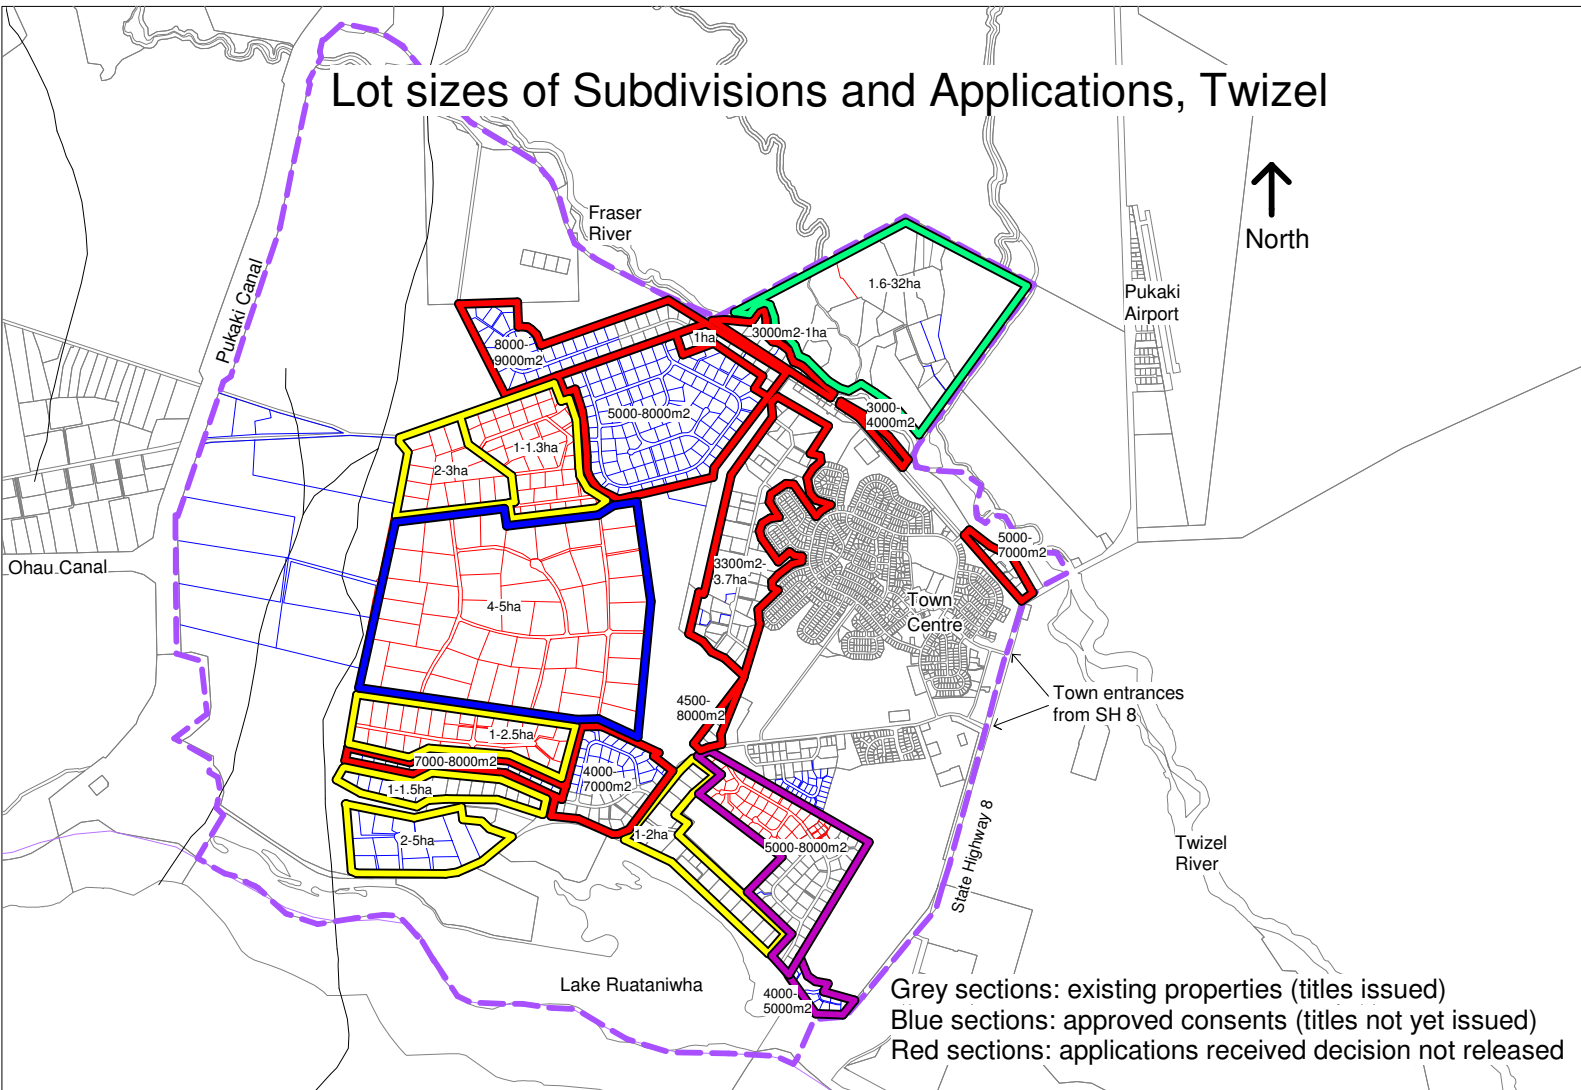 Lot sizes of Subdivisions and Applications, Twizel
North
Fraser
River
Pukaki Canal
Pukaki
Airport
1.6-32ha
3000m2-1ha
1ha
8000-
9000m2
5000-8000m2
3000-
4000m2
1-1.3ha
2-3ha
5000-
7000m2
Ohau Canal
3300m2-
3.7ha
4-5ha
Town
Centre
Town entrances
from SH 8
4500-
8000m2
1-2.5ha
7000-8000m2
4000-
7000m2
1-1.5ha
2-5ha
1-2ha
5000-8000m2
State Highway 8
Twizel
River
Lake Ruataniwha
4000-
5000m2
Grey sections: existing properties (titles issued)
Blue sections: approved consents (titles not yet issued)
Red sections: applications received decision not released